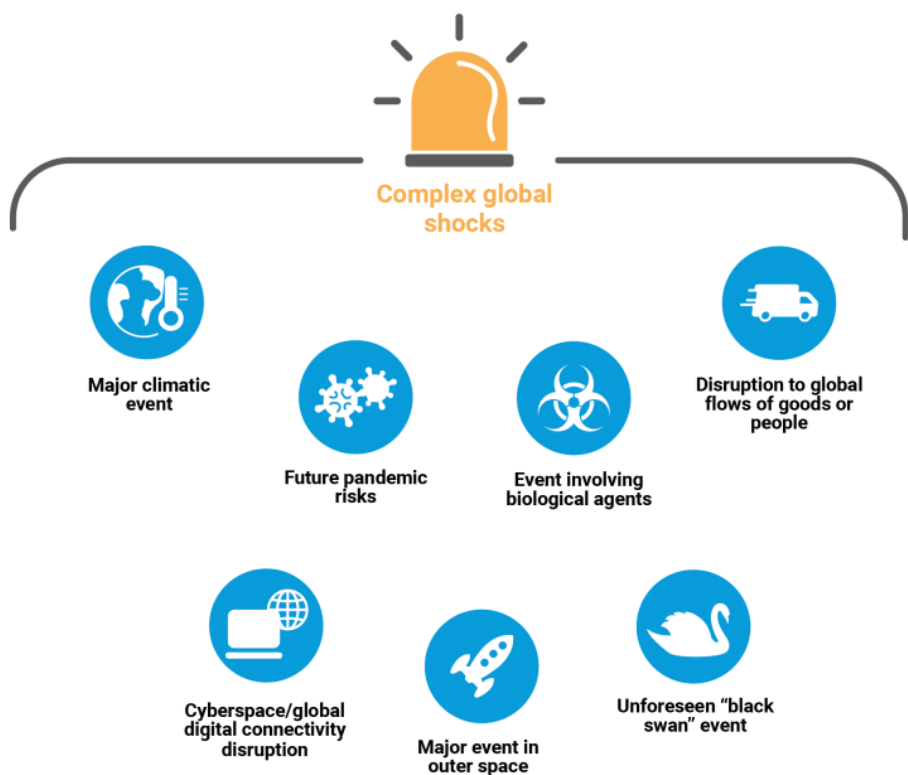 Complex global
shocks
Major climatic
event
Future pandemic
risks
Event involving
biological agents
Disruption to global
flows of goods or
people
Cyberspace/global
digital connectivity
disruption
Major event in
outer space
Unforeseen “black
swan” event